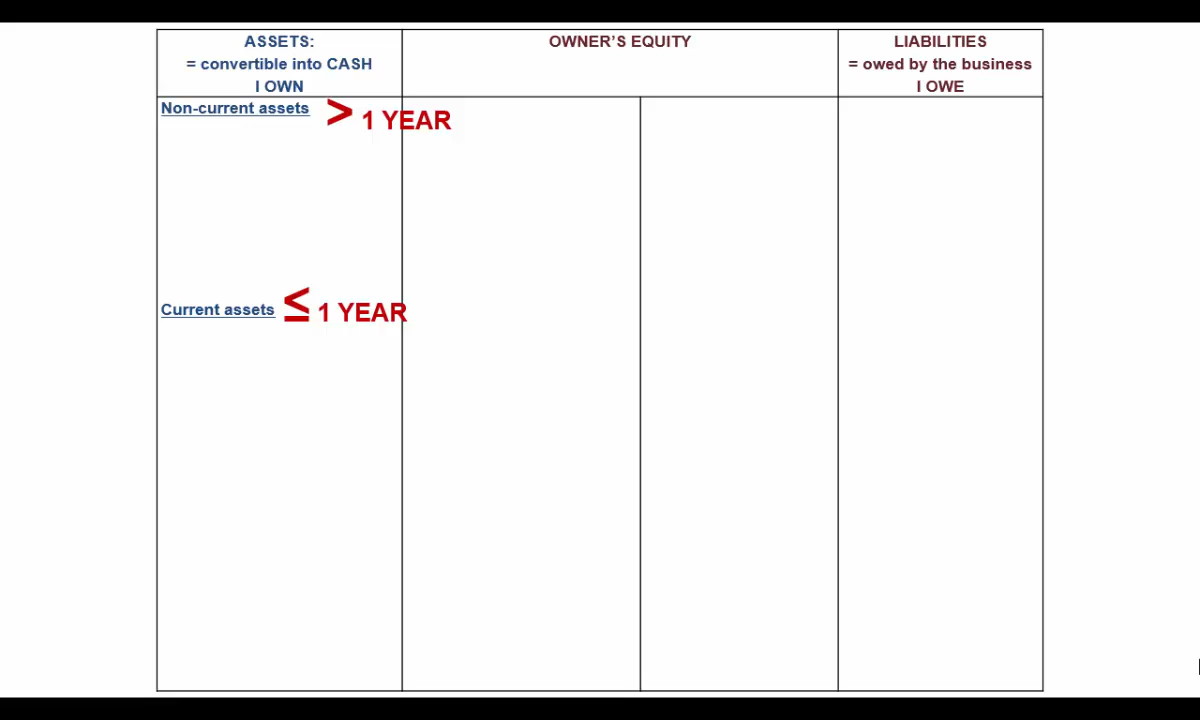 ASSETS:
= convertible into CASH
I OWN
OWNER’S EQUITY
LIABILITIES
= owed by the business
I OWE
Non-current assets > 1 YEAR
Current assets ≤ 1 YEAR